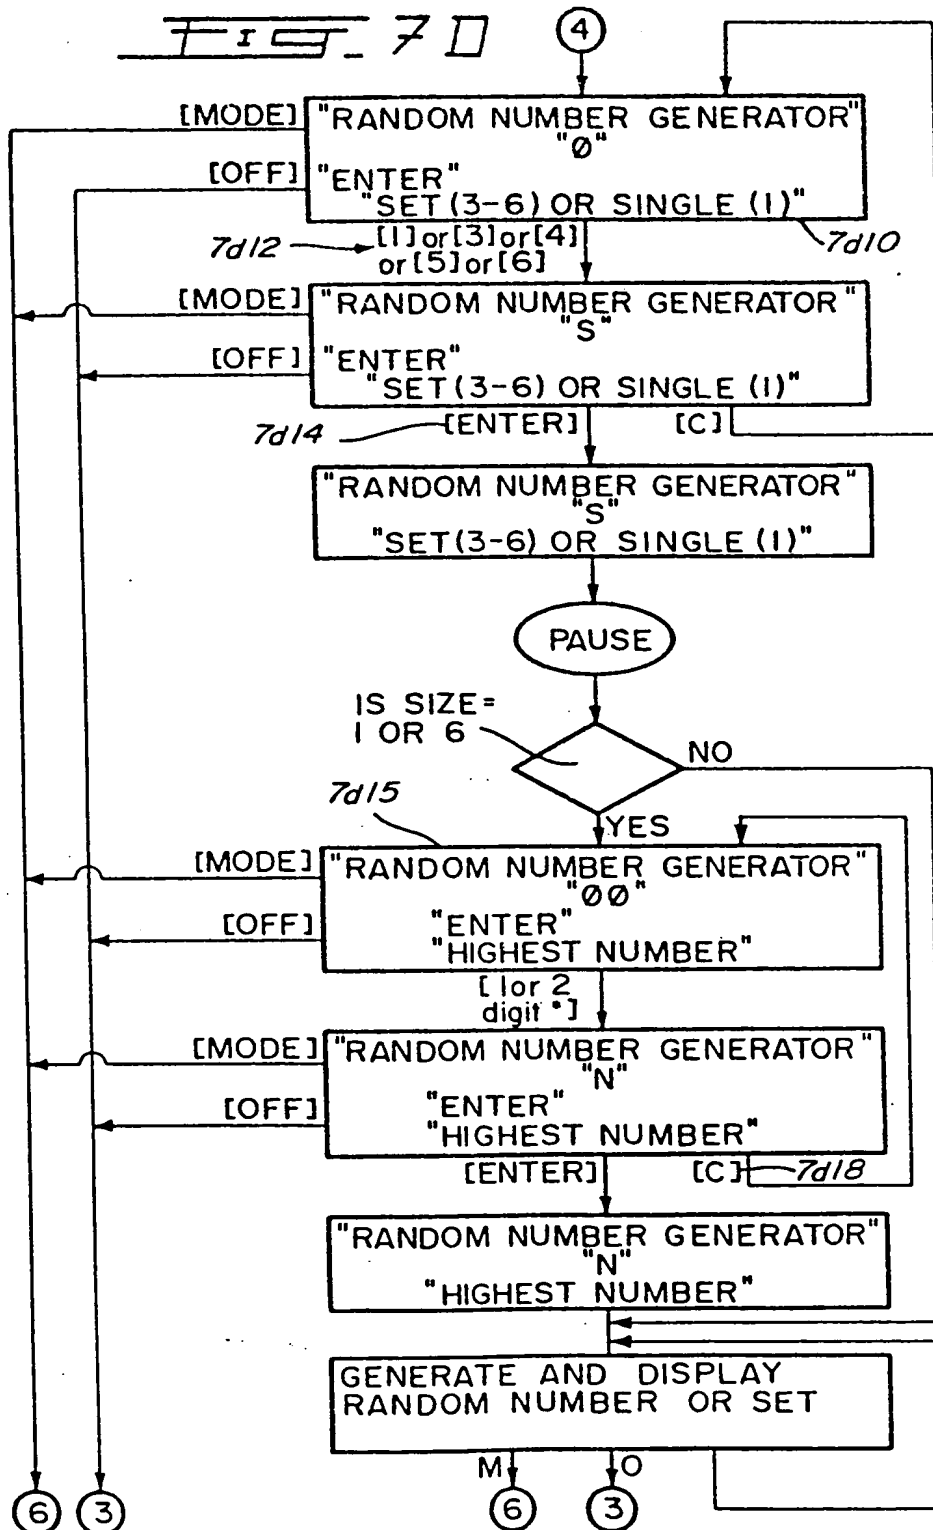 FIG. 7D
4
[MODE]
"RANDOM NUMBER GENERATOR"
"Ø"
[OFF]
"ENTER"
"SET (3-6) OR SINGLE (1)"
7d12
[1] or [3] or [4]
or [5] or [6]
7d10
[MODE]
"RANDOM NUMBER GENERATOR"
"S"
[OFF]
"ENTER"
"SET (3-6) OR SINGLE (1)"
7d14
[ENTER]
[C]
"RANDOM NUMBER GENERATOR"
"S"
"SET (3-6) OR SINGLE (1)"
PAUSE
IS SIZE=
1 OR 6
NO
7d15
YES
[MODE]
"RANDOM NUMBER GENERATOR"
"ØØ"
[OFF]
"ENTER"
"HIGHEST NUMBER"
[1 or 2
digit *]
[MODE]
"RANDOM NUMBER GENERATOR"
"N"
[OFF]
"ENTER"
"HIGHEST NUMBER"
[ENTER]
[C]
7d18
"RANDOM NUMBER GENERATOR"
"N"
"HIGHEST NUMBER"
GENERATE AND DISPLAY
RANDOM NUMBER OR SET
M
O
6
3
6
3